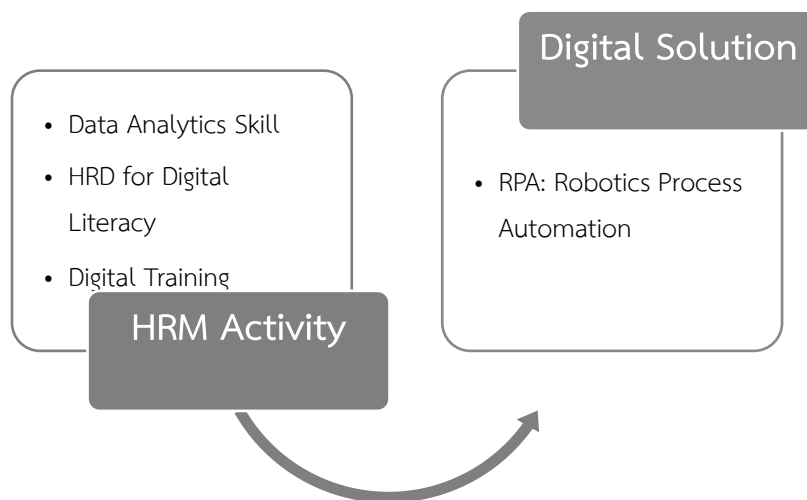 • Data Analytics Skill
• HRD for Digital
Literacy
• Digital Training
HRM Activity
Digital Solution
• RPA: Robotics Process
Automation